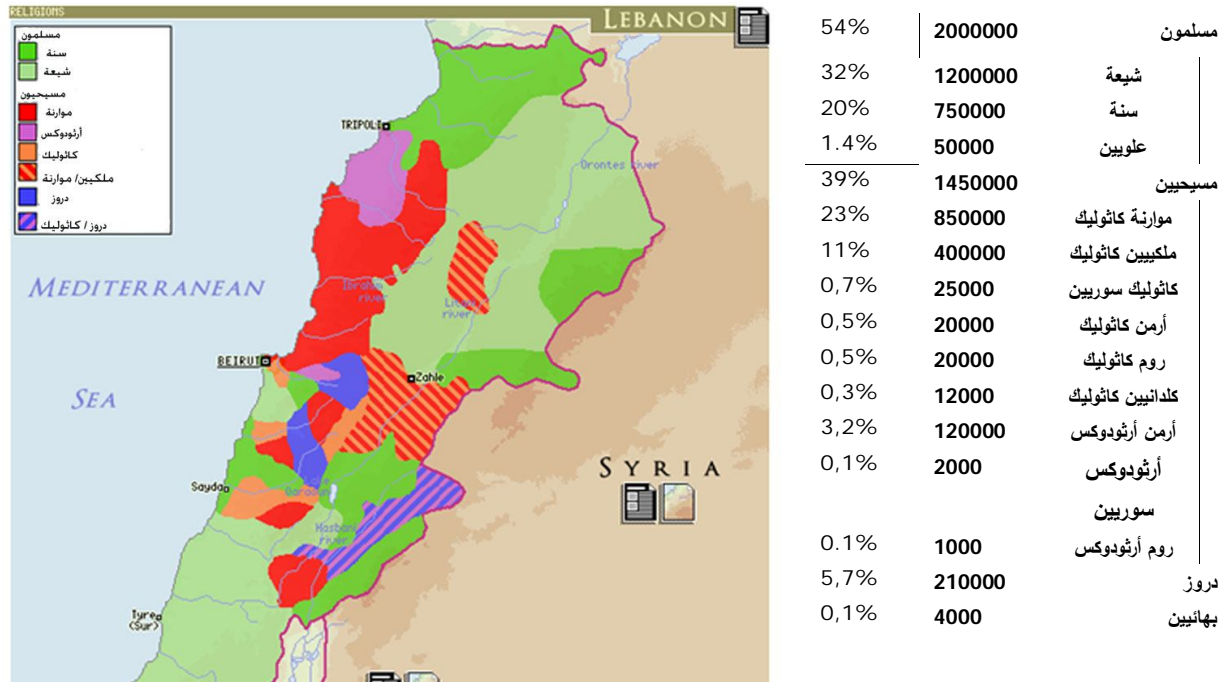 RELIGIONS
LEBANON
مسلمون
سنة
شيعة
مسيحيون
موارنة
أرثودوكس
كاثوليك
ملكيين/ موارنة
دروز
دروز / كاثوليك
TRIPOLI
Orontes river
MEDITERRANEAN
Ibrahim river
Litani river
BEIRUT
Zahle
SEA
SYRIA
Sayda
Qaraoun
Hasbani river
Tyre
(Sur)
مسلمون 2000000 54%
شيعة 1200000 32%
سنة 750000 20%
علويين 50000 1.4%
مسيحيين 1450000 39%
موارنة كاثوليك 850000 23%
ملكييين كاثوليك 400000 11%
كاثوليك سوريين 25000 0,7%
أرمن كاثوليك 20000 0,5%
روم كاثوليك 20000 0,5%
كلدانيين كاثوليك 12000 0,3%
أرمن أرثودوكس 120000 3,2%
أرثودوكس 2000 0,1%
سوريين
روم أرثودوكس 1000 0.1%
دروز 210000 5,7%
بهائيين 4000 0,1%